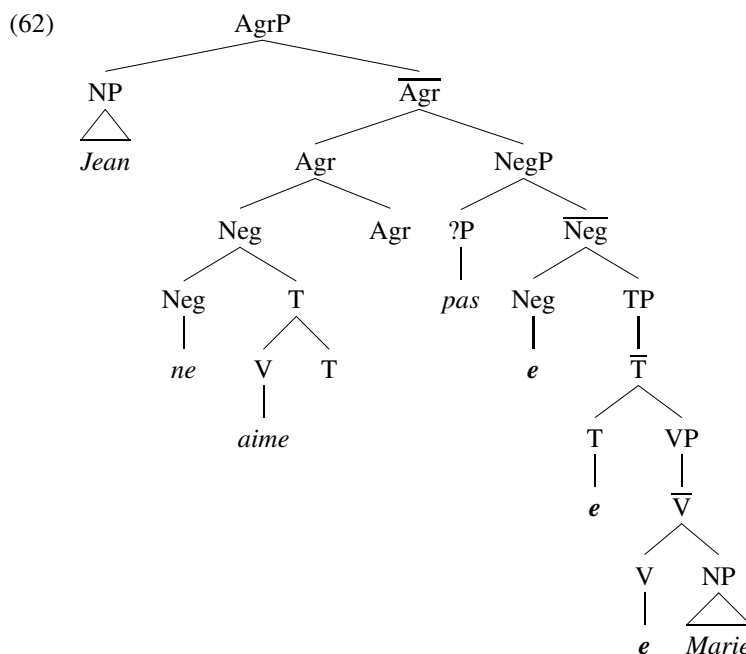 (62) AgrP
NP Agr
Jean Agr NegP
Neg Agr ?P Neg
Neg T pas Neg TP
ne V T e T
aime T VP
e V
V NP
e Marie